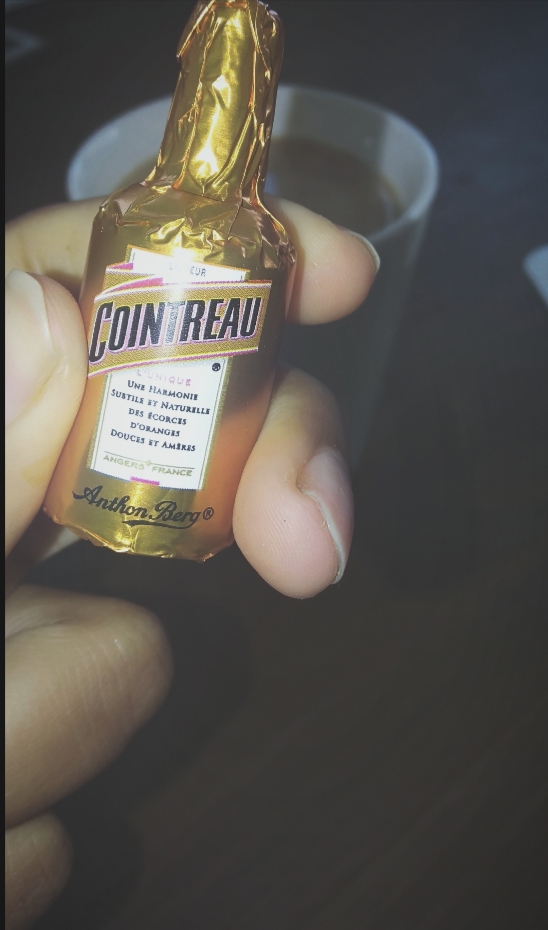 COINTREAU
L'UNIQUE
®
UNE HARMONIE
SUBTILE ET NATURELLE
DES ÉCORCES
D'ORANGES
DOUCES ET AMÈRES
ANGERS FRANCE
Anthon Berg®